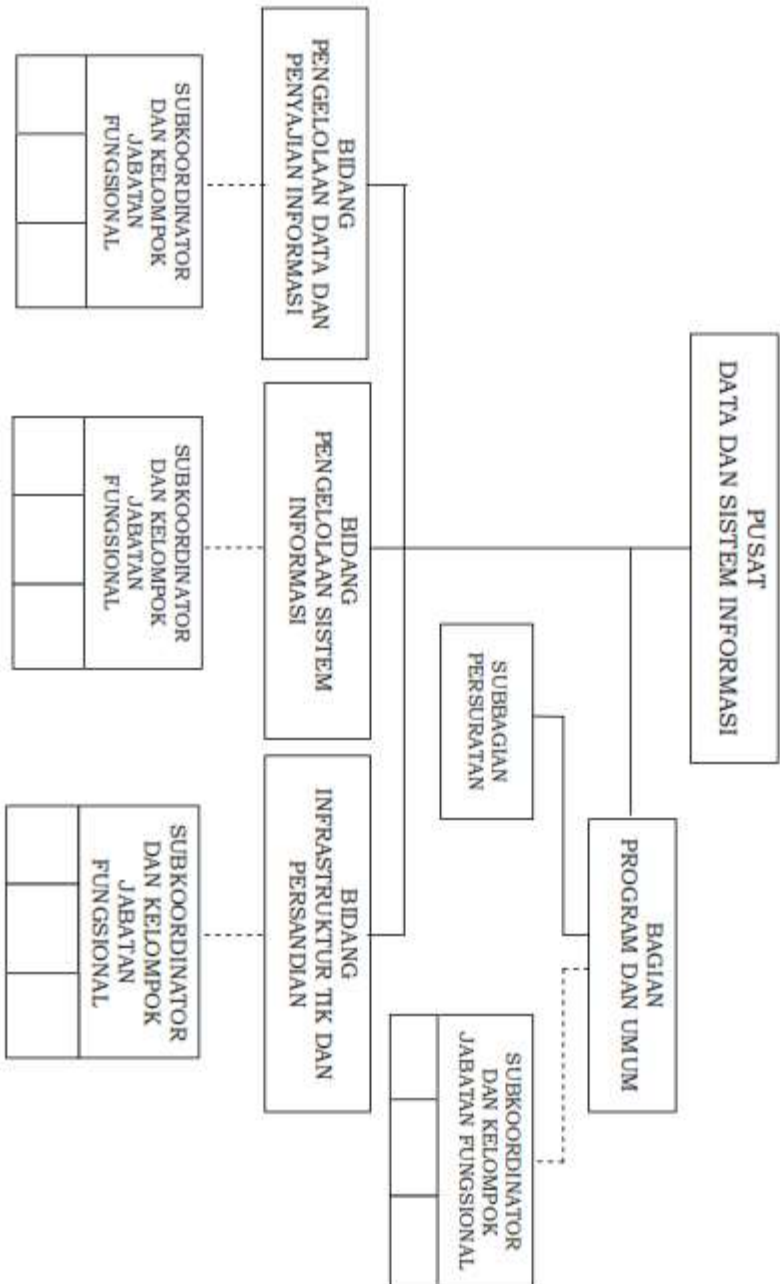 PUSAT
DATA DAN SISTEM INFORMASI
BAGIAN
PROGRAM DAN UMUM
SUBBAGIAN
PERSURATAN
SUBKOORDINATOR
DAN KELOMPOK
JABATAN FUNGSIONAL
BIDANG
PENGELOLAAN DATA DAN
PENYAJIAN INFORMASI
BIDANG
PENGELOLAAN SISTEM
INFORMASI
BIDANG
INFRASTRUKTUR TIK DAN
PERSANDIAN
SUBKOORDINATOR
DAN KELOMPOK
JABATAN
FUNGSIONAL
SUBKOORDINATOR
DAN KELOMPOK
JABATAN
FUNGSIONAL
SUBKOORDINATOR
DAN KELOMPOK
JABATAN
FUNGSIONAL